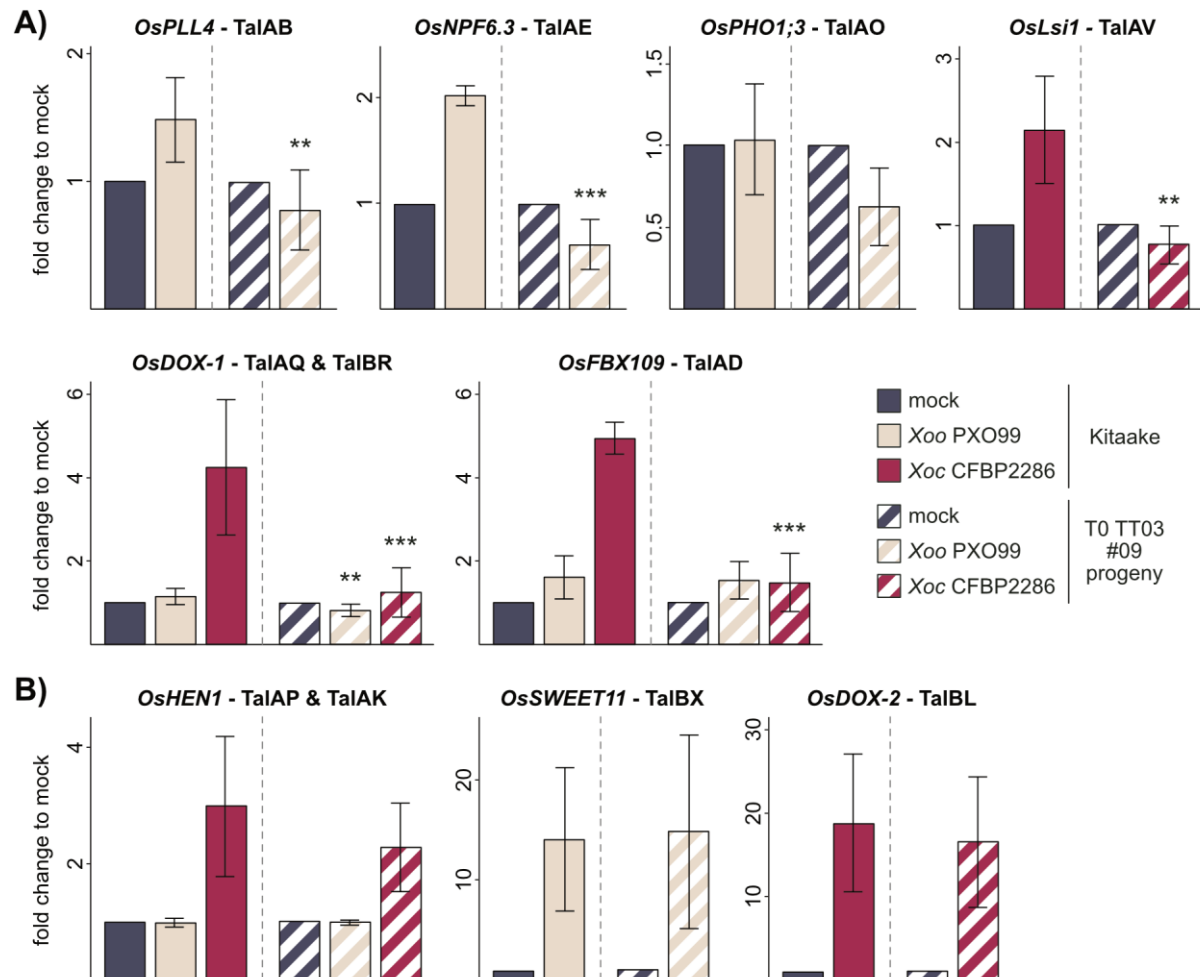 A)
OsPLL4 - TalAB
OsNPF6.3 - TalAE
OsPHO1;3 - TalAO
OsLsi1 - TalAV
fold change to mock
2
1
**
2
1
***
1.5
1.0
0.5
3
2
1
**
OsDOX-1 - TalAQ & TalBR
OsFBX109 - TalAD
fold change to mock
6
4
2
**
***
6
4
2
***
mock
Xoo PXO99
Xoc CFBP2286
Kitaake
mock
Xoo PXO99
Xoc CFBP2286
T0 TT03
#09
progeny
B)
OsHEN1 - TalAP & TalAK
OsSWEET11 - TalBX
OsDOX-2 - TalBL
fold change to mock
4
2
20
10
30
20
10